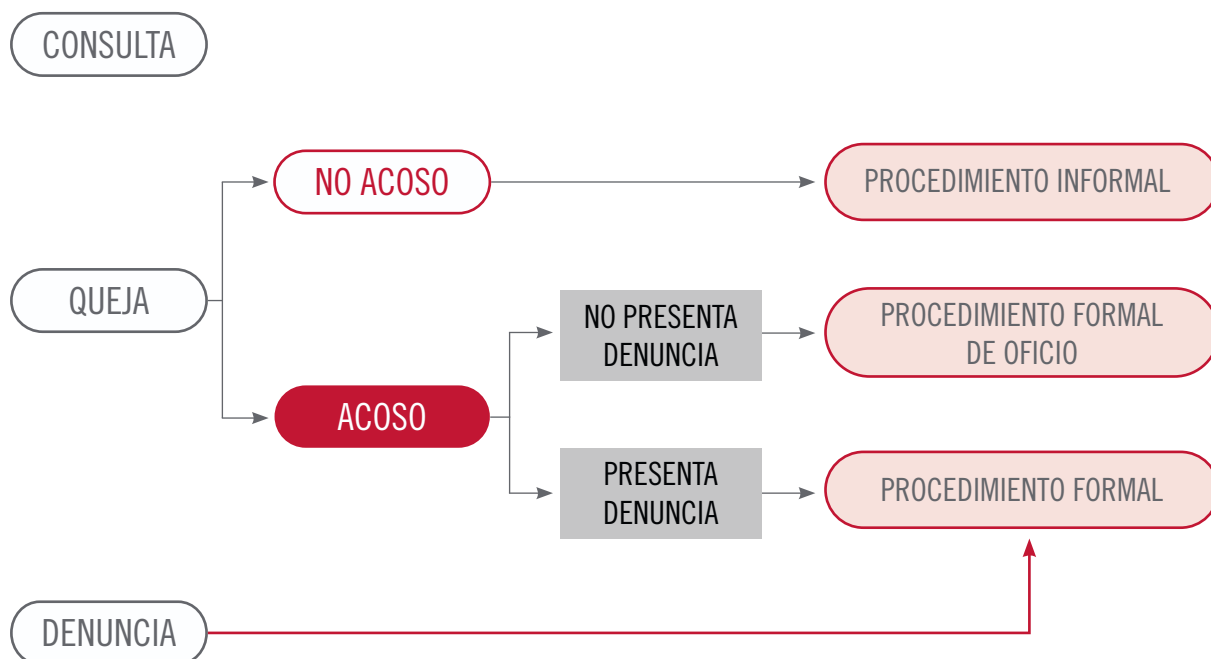 CONSULTA
NO ACOSO
PROCEDIMIENTO INFORMAL
QUEJA
NO PRESENTA
DENUNCIA
PROCEDIMIENTO FORMAL
DE OFICIO
ACOSO
PRESENTA
DENUNCIA
PROCEDIMIENTO FORMAL
DENUNCIA